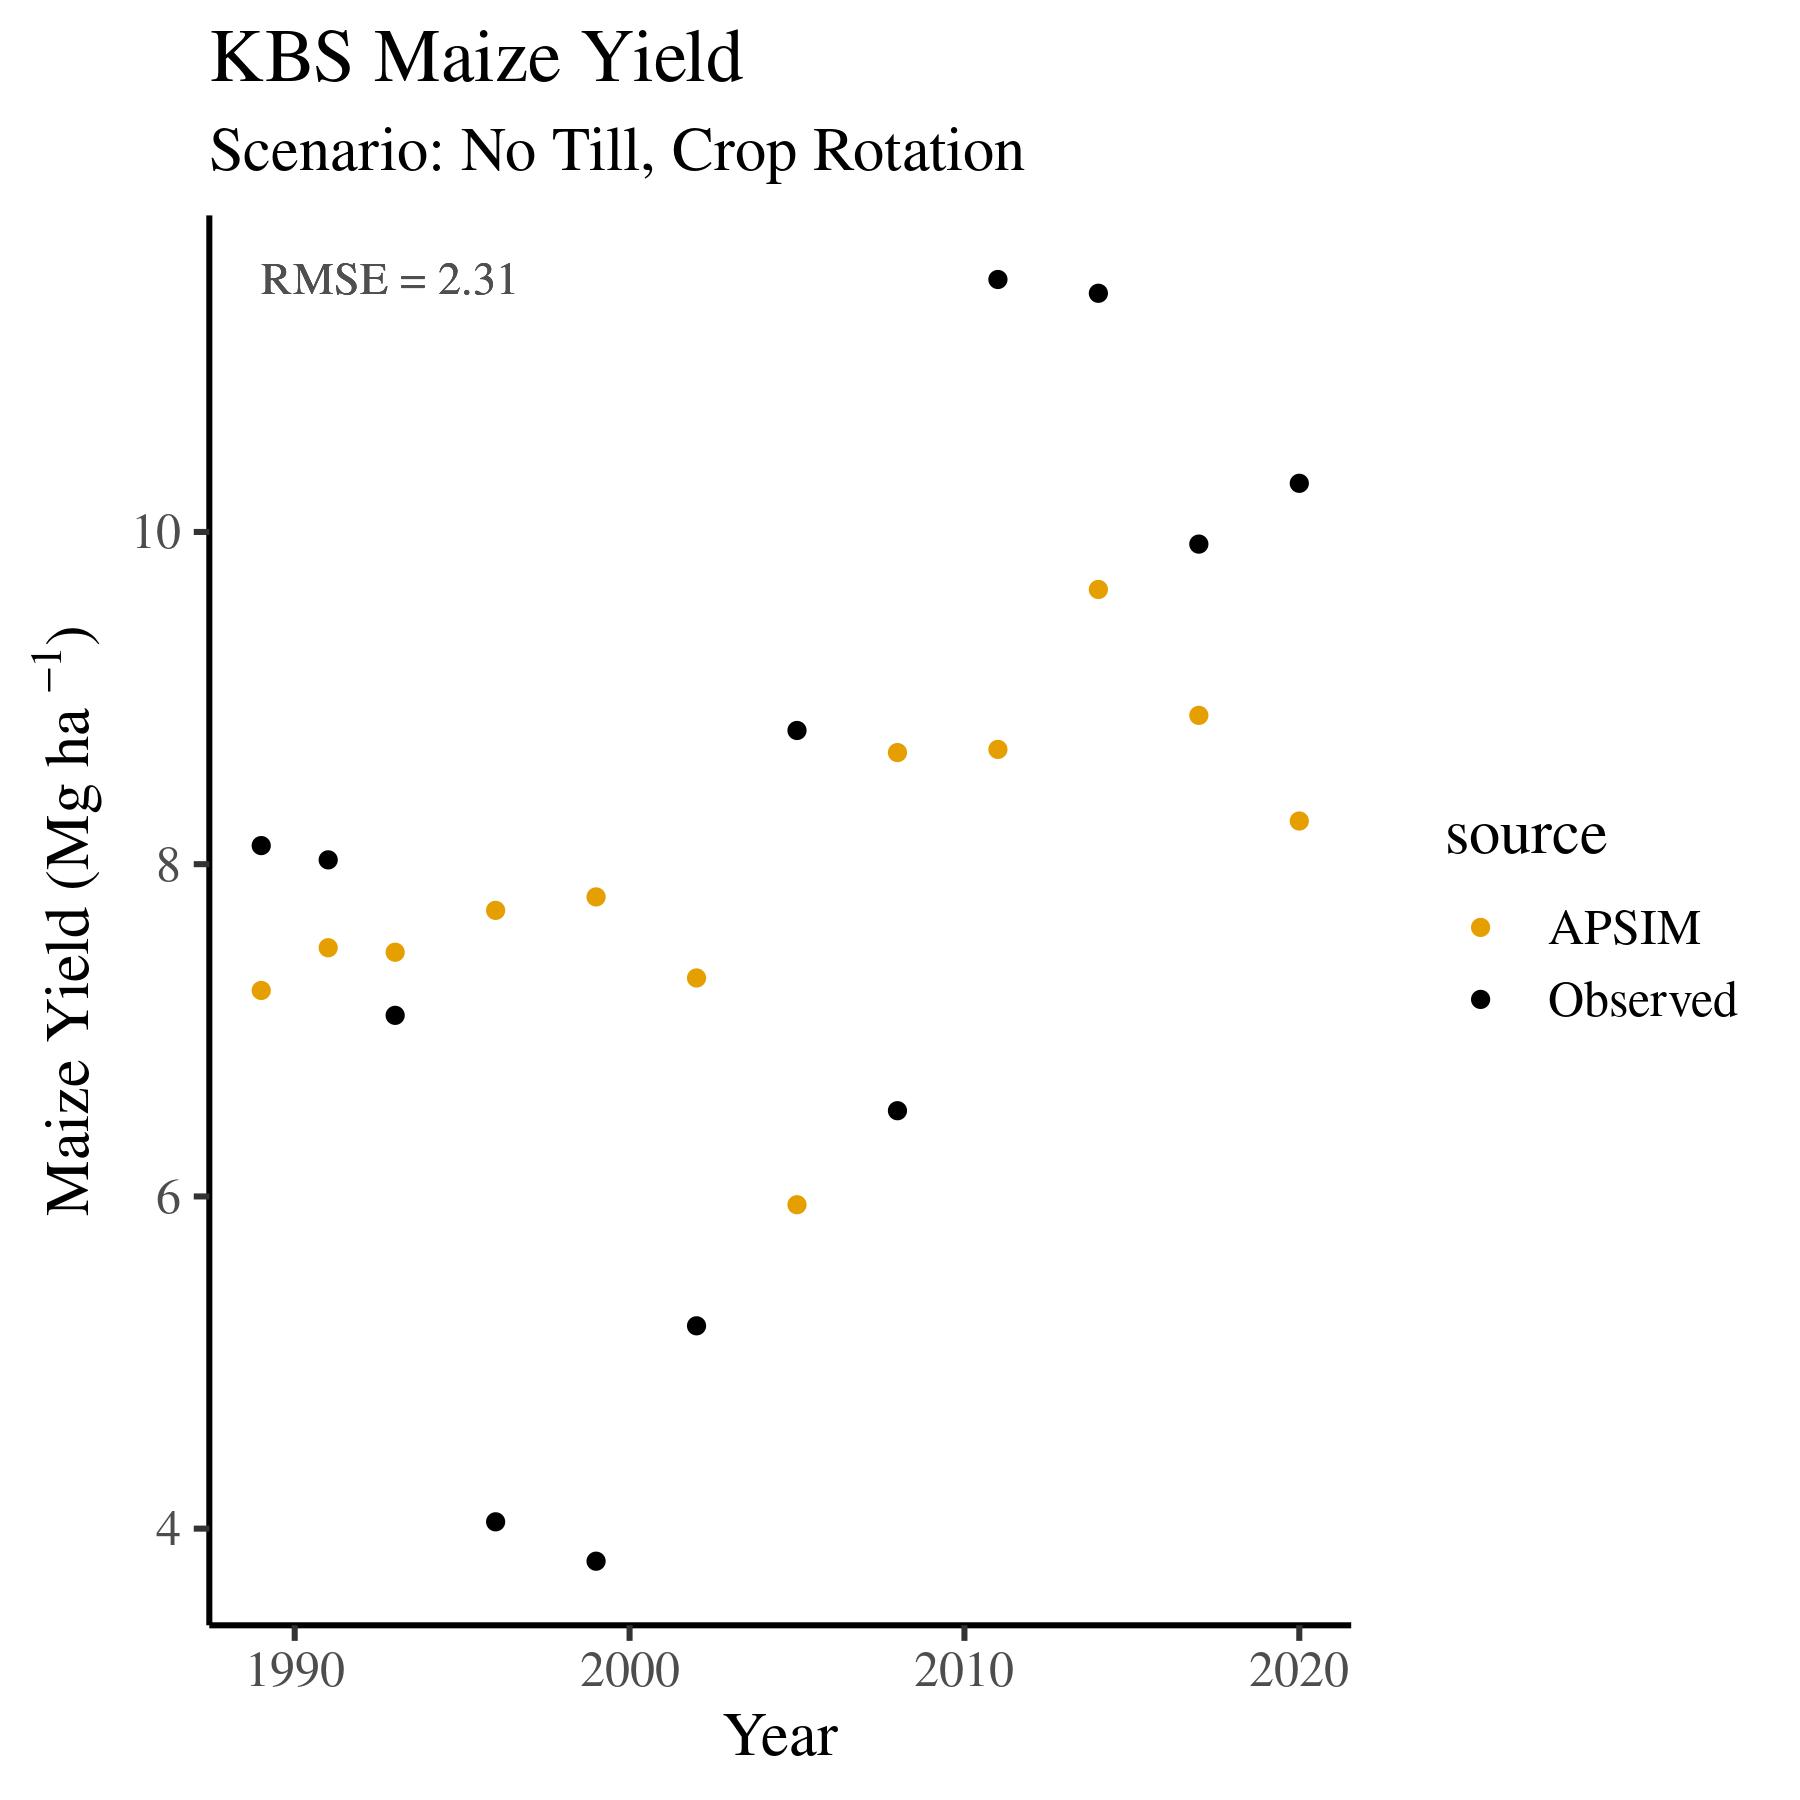 KBS Maize Yield
Scenario: No Till, Crop Rotation
RMSE = 2.31
10
8
6
4
Maize Yield (Mg ha ⁻¹)
1990 2000 2010 2020
Year
source
APSIM
Observed